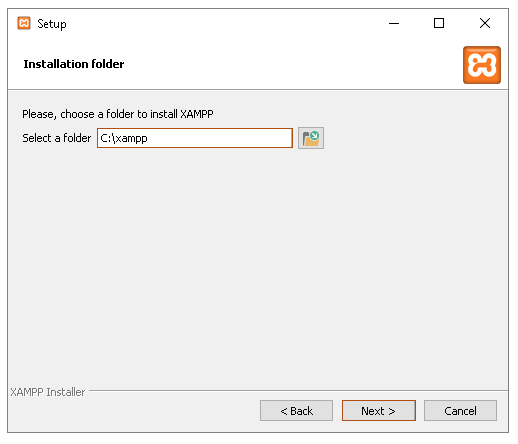 Setup
Installation folder
Please, choose a folder to install XAMPP
Select a folder C:\xampp
XAMPP Installer
< Back Next > Cancel